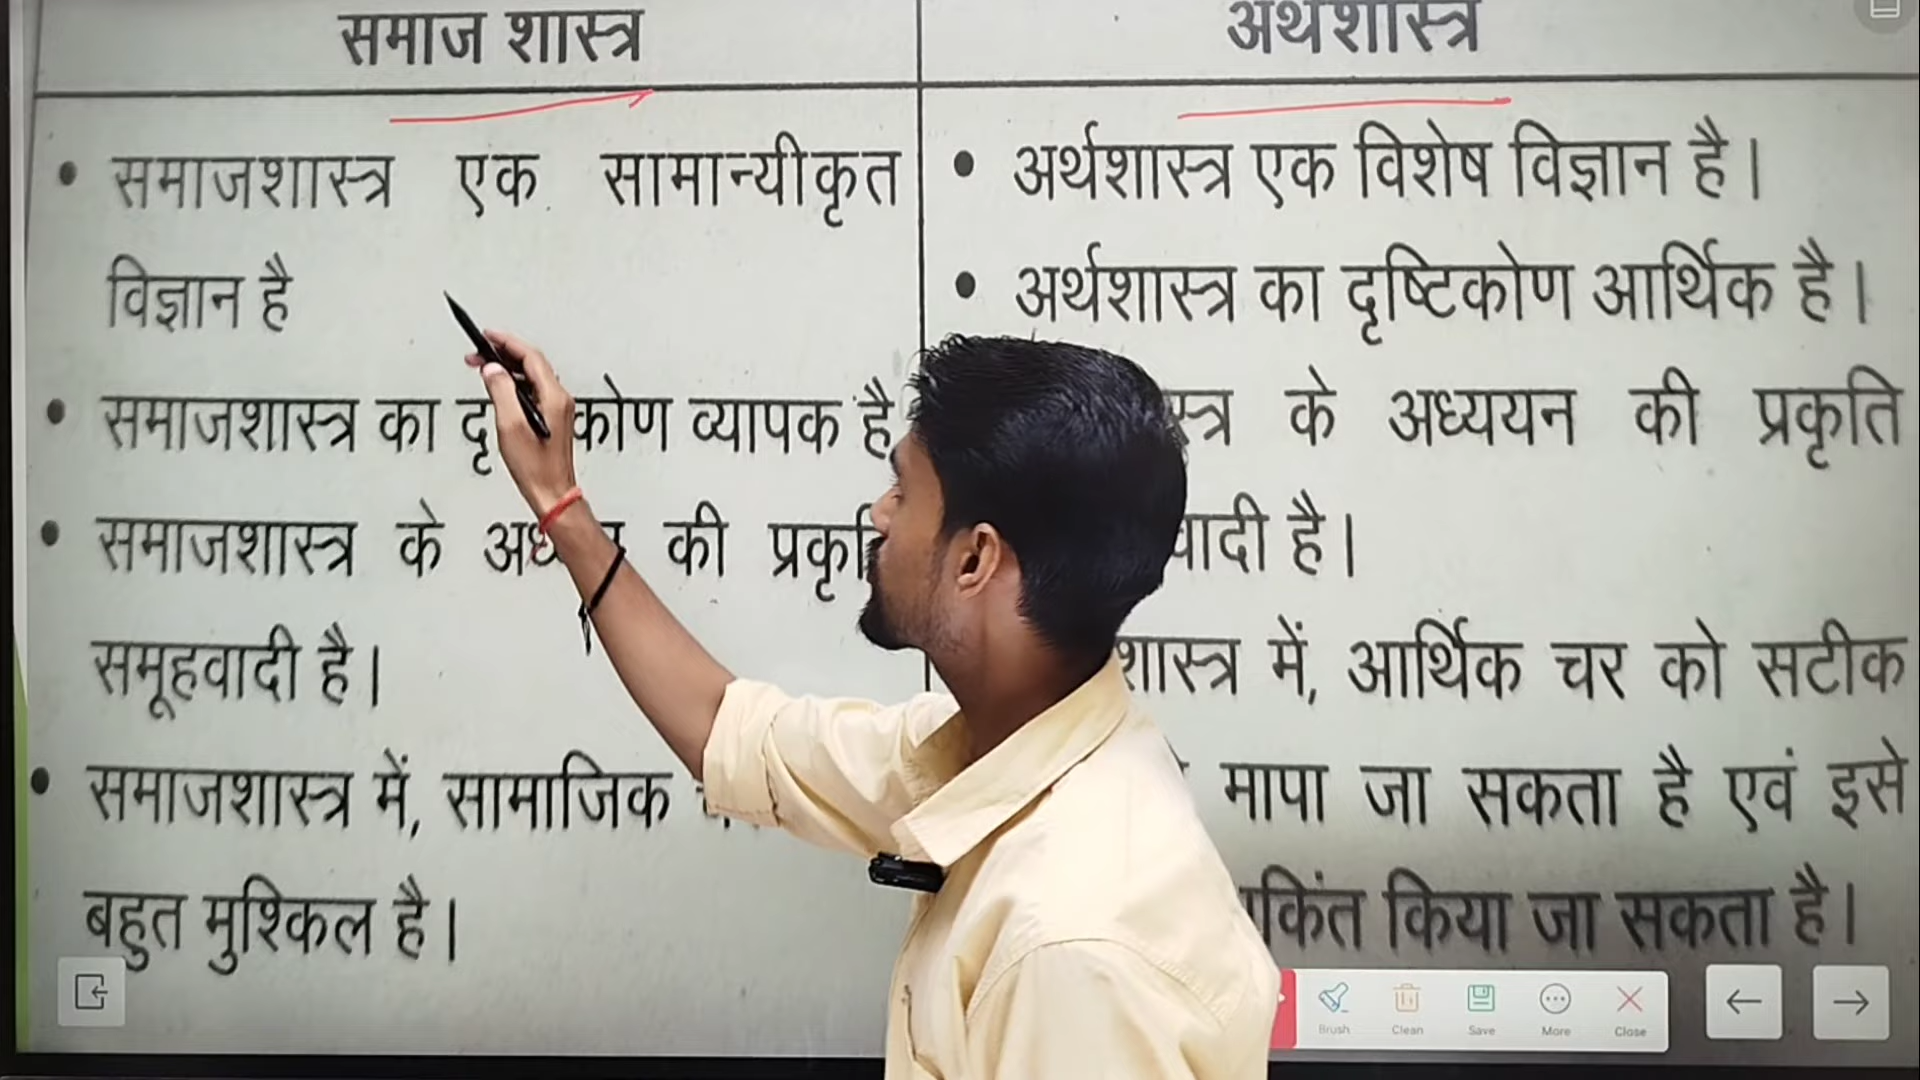 समाज शास्त्र
अर्थशास्त्र
समाजशास्त्र एक सामान्यीकृत
विज्ञान है
समाजशास्त्र का व्यापक है
समाजशास्त्र के की
समूहवादी है।
समाजशास्त्र में, सामाजिक
बहुत मुश्किल है।
अर्थशास्त्र एक विशेष विज्ञान है।
अर्थशास्त्र का दृष्टिकोण आर्थिक है।
के अध्ययन की प्रकृति
है।
में, आर्थिक चर को सटीक
मापा जा सकता है एवं इसे
किया जा सकता है।
Brush Clean Save More Close